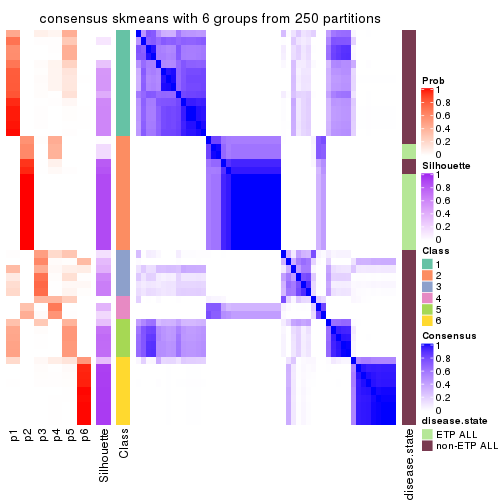 consensus skmeans with 6 groups from 250 partitions
Prob
1
0.8
0.6
0.4
0.2
0
Silhouette
1
0.8
0.6
0.4
0.2
0
Class
1
2
3
4
5
6
Consensus
1
0.8
0.6
0.4
0.2
0
disease.state
ETP ALL
non-ETP ALL
p1
p2
p3
p4
p5
p6
Silhouette
Class
disease.state